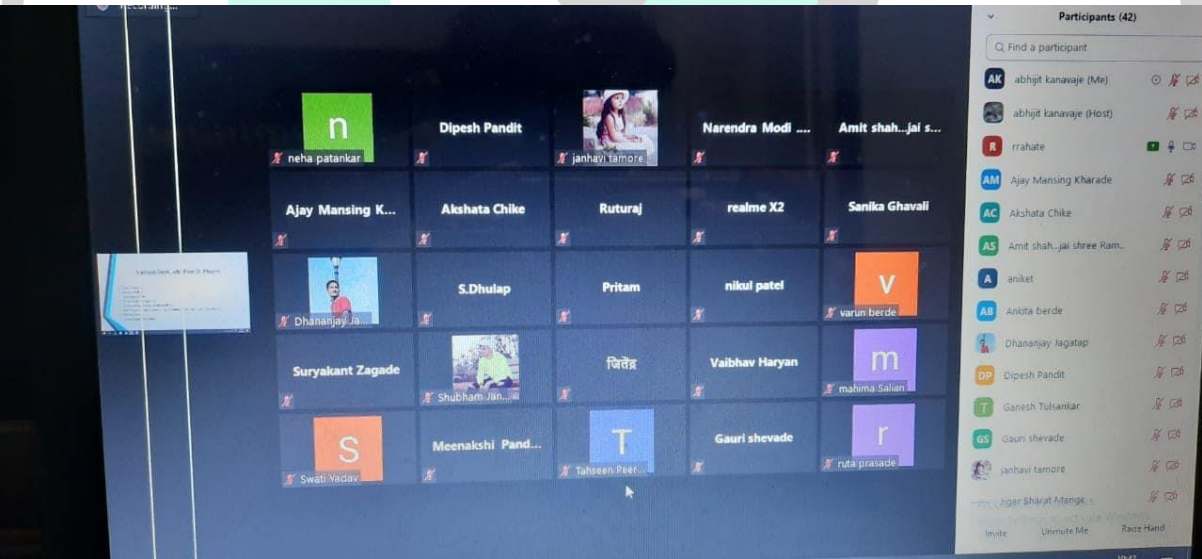 Participants (42)
Find a participant
neha patankar
Dipesh Pandit
janhavi tamore
Narendra Modi ....
Amit shah...jai s...
Ajay Mansing K...
Akshata Chike
Ruturaj
realme X2
Sanika Ghavali
Dhananjay Ja...
S.Dhulap
Pritam
nikul patel
varun berde
Suryakant Zagade
Shubham Jan...
जितेंद्र
Vaibhav Haryan
mahima Salian
Swati Yadav
Meenakshi Pand...
Tahseen Peer...
Gauri shevade
ruta prasade
n
v
m
S
T
r
AK abhijit kanavaje (Me)
abhijit kanavaje (Host)
R rrahate
AM Ajay Mansing Kharade
AC Akshata Chike
AS Amit shah...jai shree Ram..
A aniket
AB Ankita berde
Dhananjay Jagatap
DP Dipesh Pandit
T Ganesh Tulsankar
GS Gauri shevade
janhavi tamore
Jigar Bharat Mange
Invite Unmute Me Raise Hand